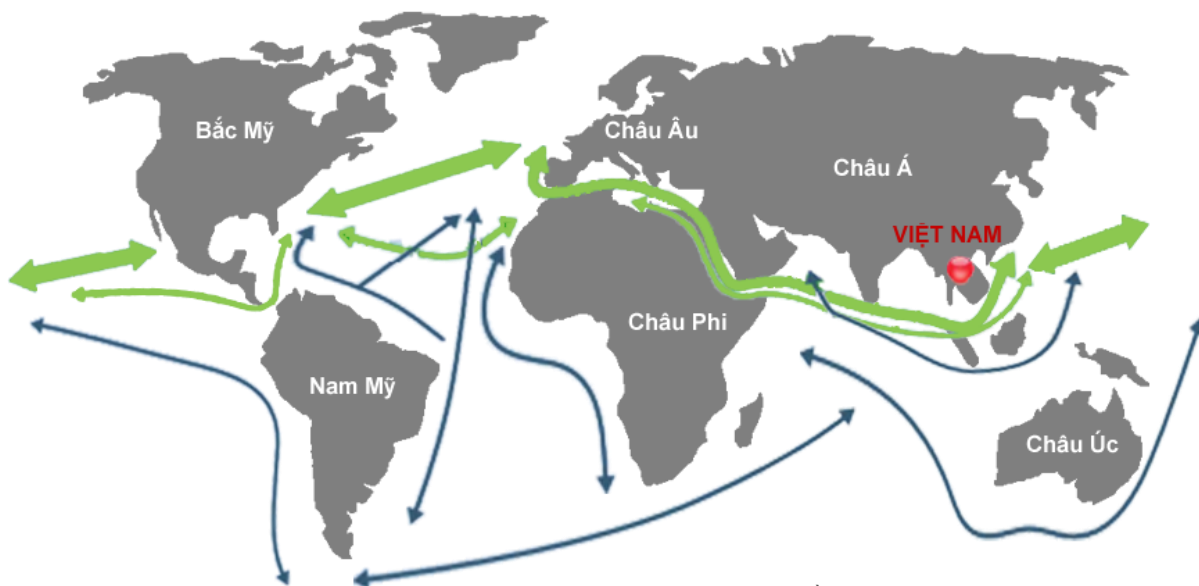 Bắc Mỹ
Châu Âu
Châu Á
VIỆT NAM
Châu Phi
Nam Mỹ
Châu Úc